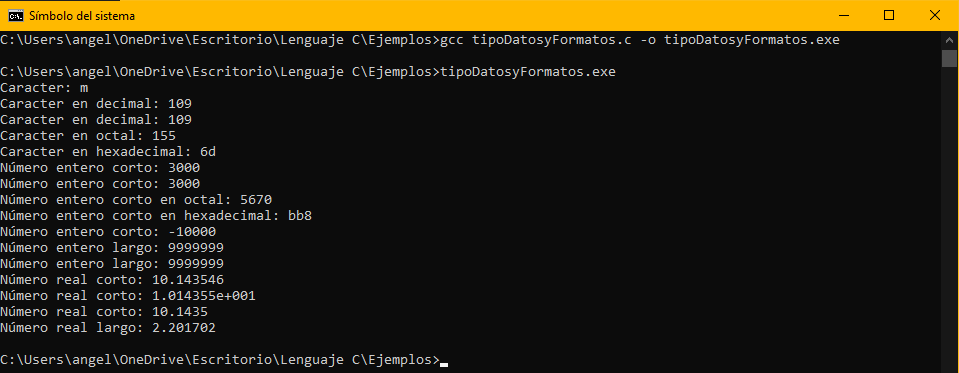 Símbolo del sistema
C:\Users\angel\OneDrive\Escritorio\Lenguaje C\Ejemplos>gcc tipoDatosyFormatos.c -o tipoDatosyFormatos.exe
C:\Users\angel\OneDrive\Escritorio\Lenguaje C\Ejemplos>tipoDatosyFormatos.exe
Caracter: m
Caracter en decimal: 109
Caracter en decimal: 109
Caracter en octal: 155
Caracter en hexadecimal: 6d
Número entero corto: 3000
Número entero corto: 3000
Número entero corto en octal: 5670
Número entero corto en hexadecimal: bb8
Número entero corto: -10000
Número entero largo: 9999999
Número entero largo: 9999999
Número real corto: 10.143546
Número real corto: 1.014355e+001
Número real corto: 10.1435
Número real largo: 2.201702
C:\Users\angel\OneDrive\Escritorio\Lenguaje C\Ejemplos>